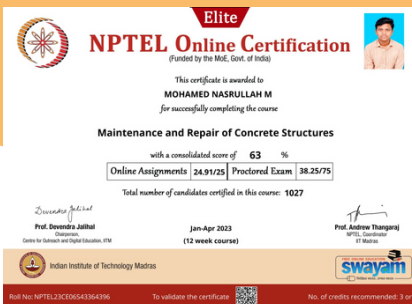 Elite
NPTEL Online Certification
(Funded by the MoE, Govt. of India)
This certificate is awarded to
MOHAMED NASRULLAH M
for successfully completing the course
Maintenance and Repair of Concrete Structures
with a consolidated score of 63 %
Online Assignments 24.91/25 Proctored Exam 38.25/75
Total number of candidates certified in this course: 1027
Devendra Jalihal
Prof. Devendra Jalihal
Chairperson,
Centre for Outreach and Digital Education, IITM
Jan-Apr 2023
(12 week course)
Prof. Andrew Thangaraj
NPTEL, Coordinator
IIT Madras
Indian Institute of Technology Madras
swayam
Roll No: NPTEL23CE06S43364396
To validate the certificate
No. of credits recommended: 3 or